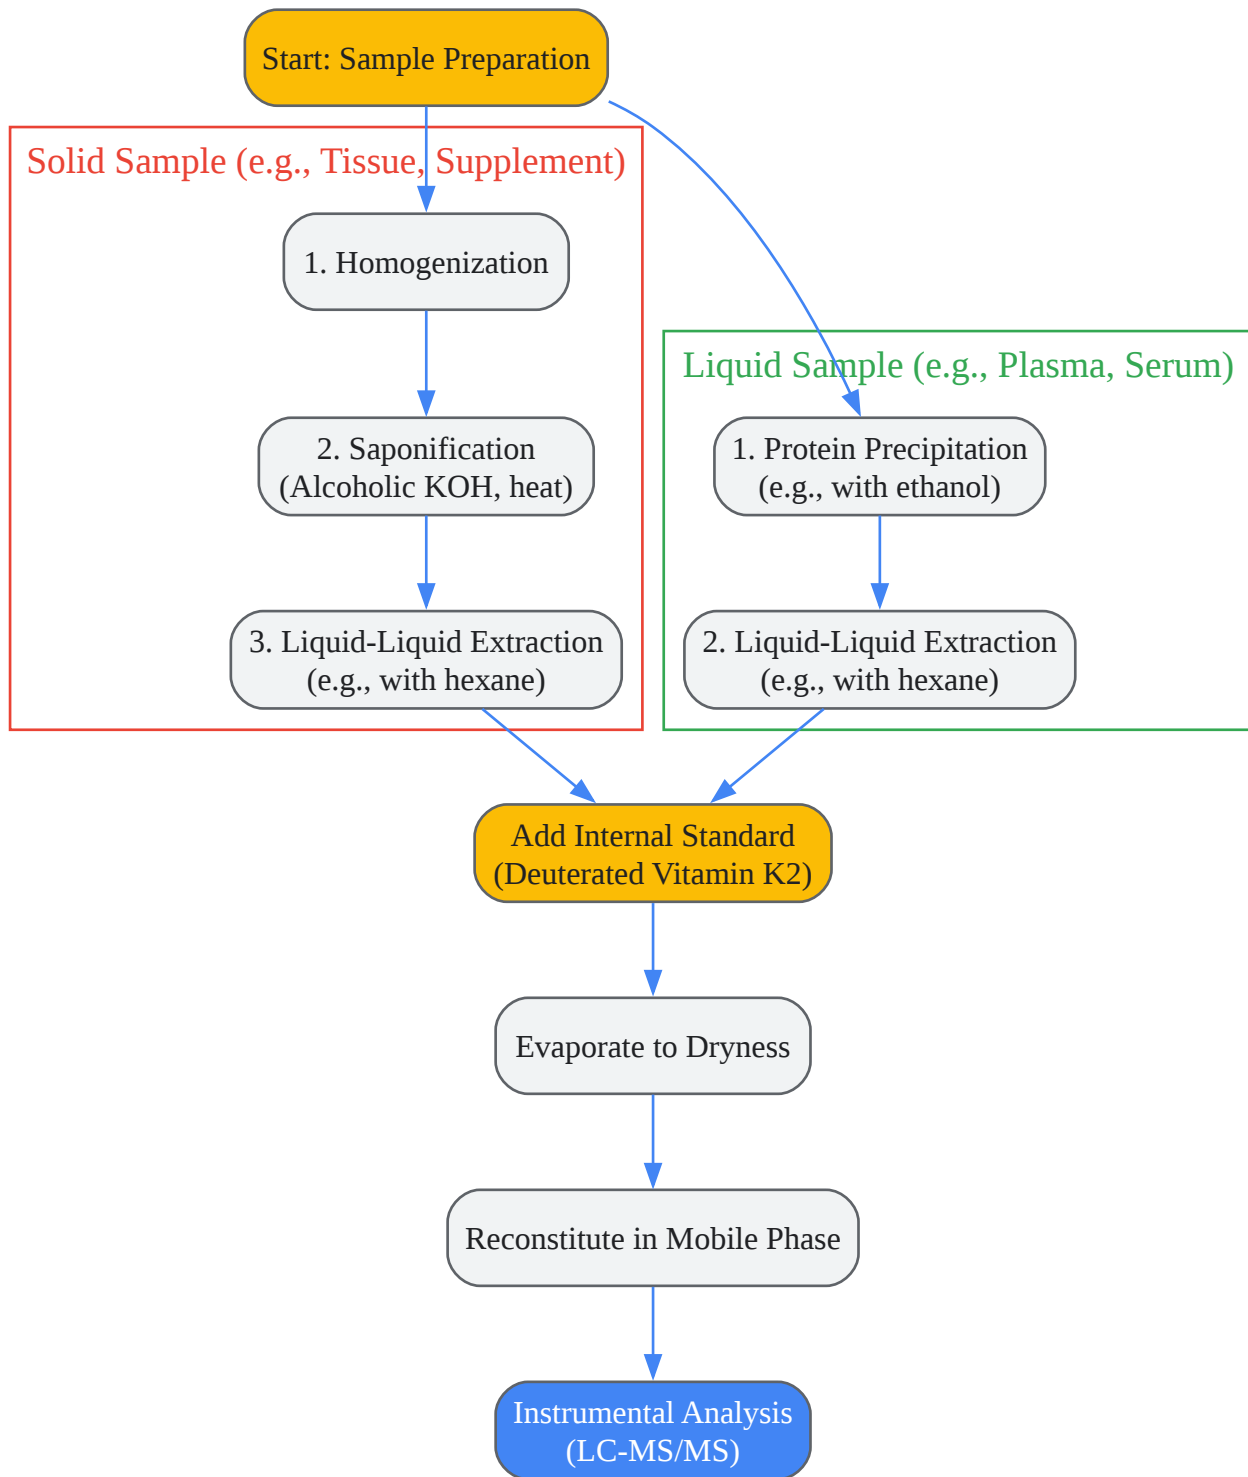 Start: Sample Preparation
Solid Sample (e.g., Tissue, Supplement)
1. Homogenization
2. Saponification
(Alcoholic KOH, heat)
3. Liquid-Liquid Extraction
(e.g., with hexane)
Liquid Sample (e.g., Plasma, Serum)
1. Protein Precipitation
(e.g., with ethanol)
2. Liquid-Liquid Extraction
(e.g., with hexane)
Add Internal Standard
(Deuterated Vitamin K2)
Evaporate to Dryness
Reconstitute in Mobile Phase
Instrumental Analysis
(LC-MS/MS)